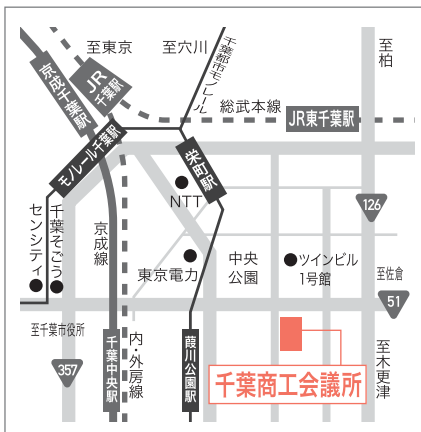 至東京
至穴川
千葉都市モノレール
至柏
京成千葉駅
JR
千葉駅
総武本線
JR東千葉駅
モノレール千葉駅
栄町駅
NTT
126
千葉そごう
センシティ
京成線
東京電力
中央
公園
ツインビル
1号館
至佐倉
51
至千葉市役所
357
千葉中央駅
内・外房線
葭川公園駅
千葉商工会議所
至木更津